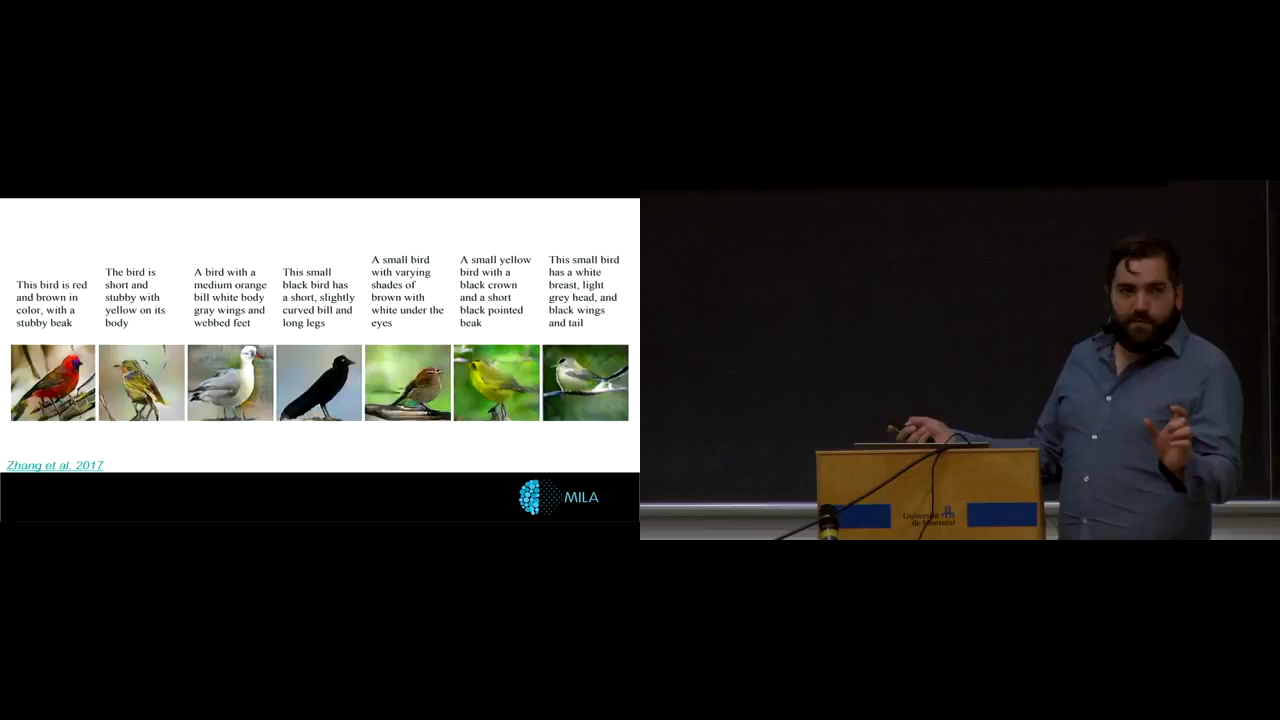 This bird is red
and brown in
color, with a
stubby beak
The bird is
short and
stubby with
yellow on its
body
A bird with a
medium orange
bill white body
gray wings and
webbed feet
This small
black bird has
a short, slightly
curved bill and
long legs
A small bird
with varying
shades of
brown with
white under the
eyes
A small yellow
bird with a
black crown
and a short
black pointed
beak
This small bird
has a white
breast, light
grey head, and
black wings
and tail
Zhang et al. 2017
MILA
Université
de Montréal